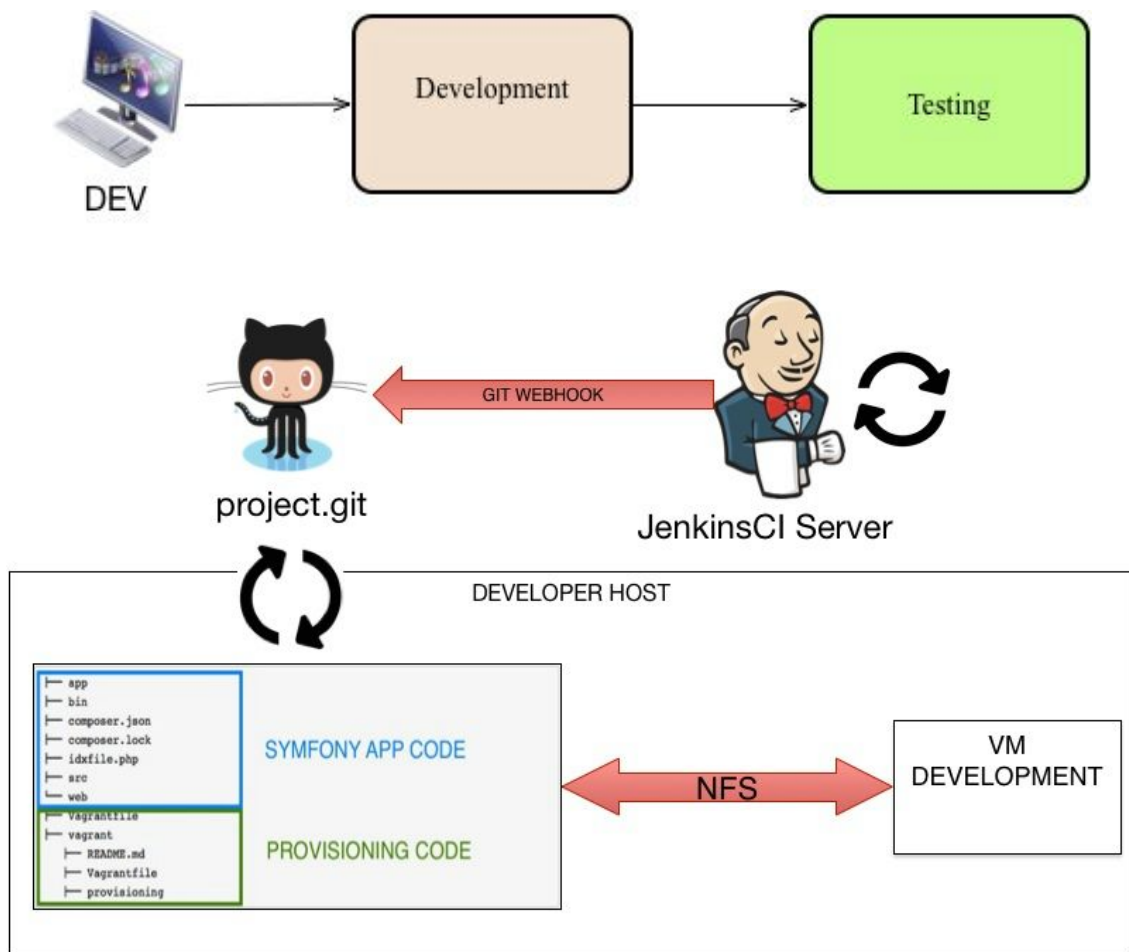 DEV
Development
Testing
GIT WEBHOOK
project.git
JenkinsCI Server
DEVELOPER HOST
├── app
├── bin
├── composer.json
├── composer.lock
├── idxfile.php
├── src
└── web
SYMFONY APP CODE
├── Vagrantfile
├── vagrant
├── README.md
├── Vagrantfile
├── provisioning
PROVISIONING CODE
NFS
VM
DEVELOPMENT